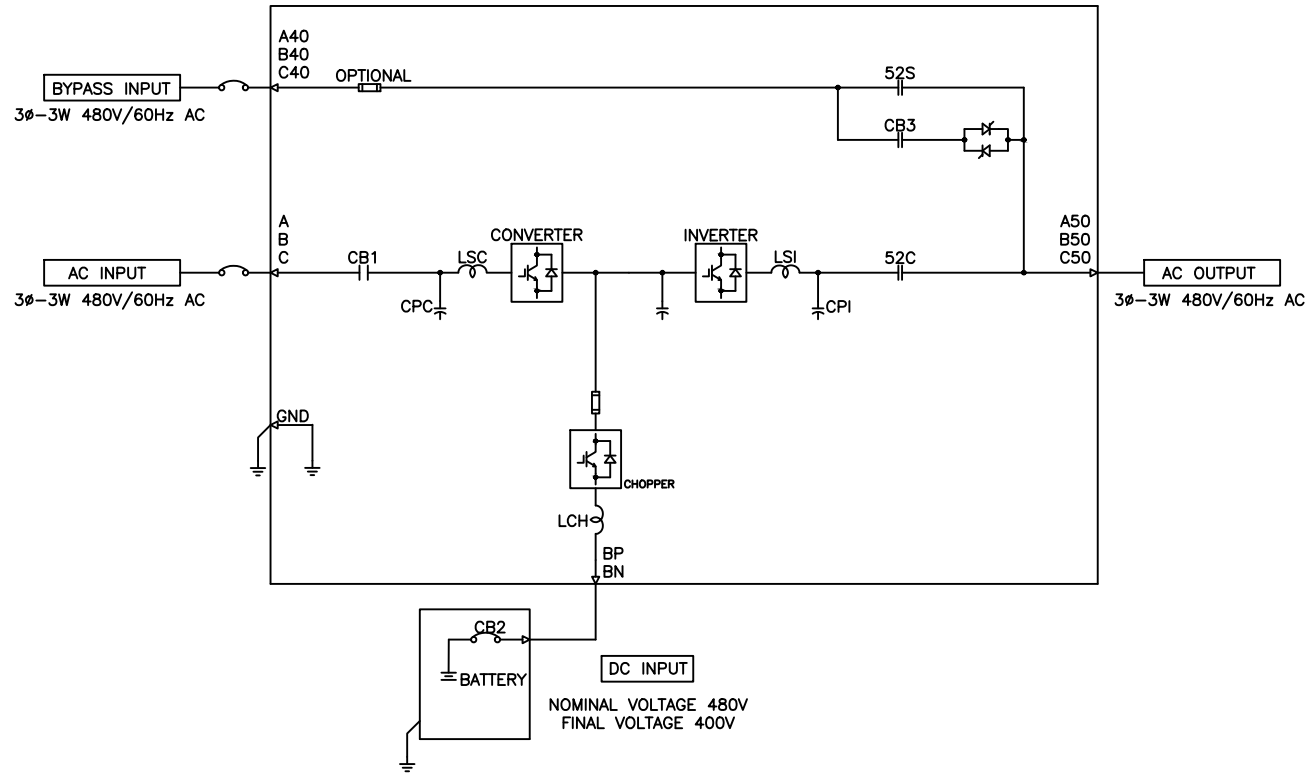 A40
B40
C40
OPTIONAL
52S
BYPASS INPUT
3ø-3W 480V/60Hz AC
CB3
A
B
C
CB1
LSC
CONVERTER
INVERTER
LSI
52C
A50
B50
C50
AC INPUT
3ø-3W 480V/60Hz AC
AC OUTPUT
3ø-3W 480V/60Hz AC
CPC
CPI
GND
CHOPPER
LCH
BP
BN
CB2
BATTERY
DC INPUT
NOMINAL VOLTAGE 480V
FINAL VOLTAGE 400V